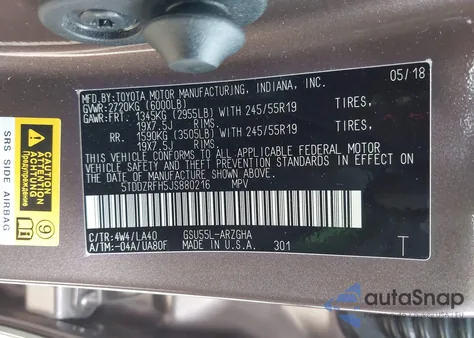 MFD.BY:TOYOTA MOTOR MANUFACTURING, INDIANA, INC. 05/18
GVWR:2720KG (6000LB)
GAWR:FRT. 1345KG (2955LB) WITH 245/55R19 TIRES,
19X7.5J RIMS,
RR. 1590KG (3505LB) WITH 245/55R19 TIRES,
19X7.5J RIMS.
THIS VEHICLE CONFORMS TO ALL APPLICABLE FEDERAL MOTOR
VEHICLE SAFETY AND THEFT PREVENTION STANDARDS IN EFFECT
ON THE DATE OF MANUFACTURE SHOWN ABOVE.
5TDDZRFH5JS880216 MPV
C/TR:4W4/LA40 GSU55L-ARZGHA
A/TM:-04A/UA80F MADE IN U.S.A. 301 T
SRS SIDE AIRBAG
ACHTUNG
ATTENTION
9
autoSnap